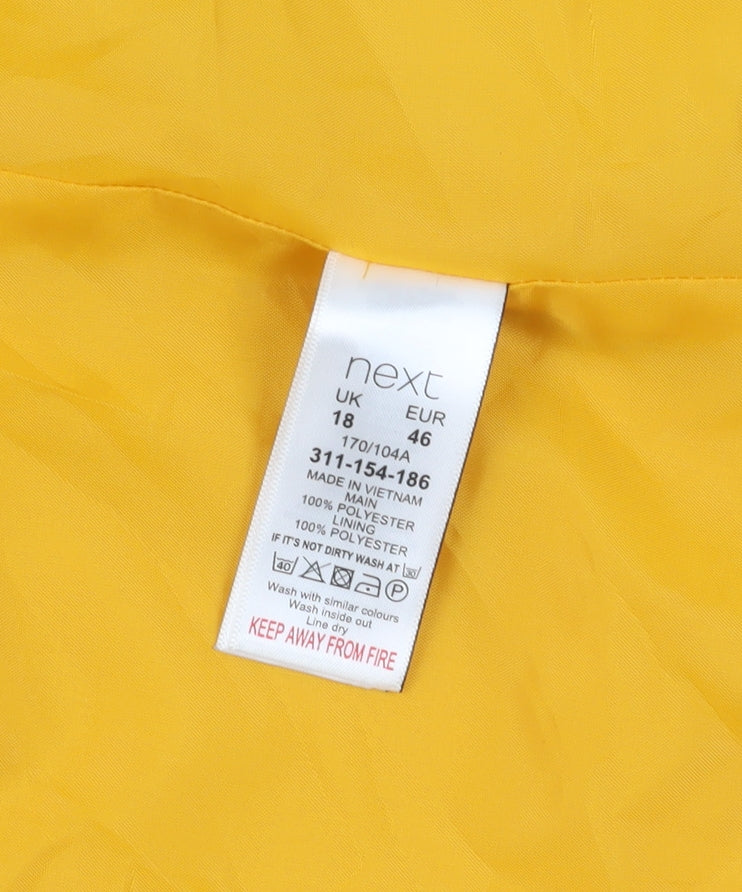 next
UK EUR
18 46
170/104A
311-154-186
MADE IN VIETNAM
MAIN
100% POLYESTER
LINING
100% POLYESTER
IF IT'S NOT DIRTY WASH AT 30
40 P
Wash with similar colours
Wash inside out
Line dry
KEEP AWAY FROM FIRE